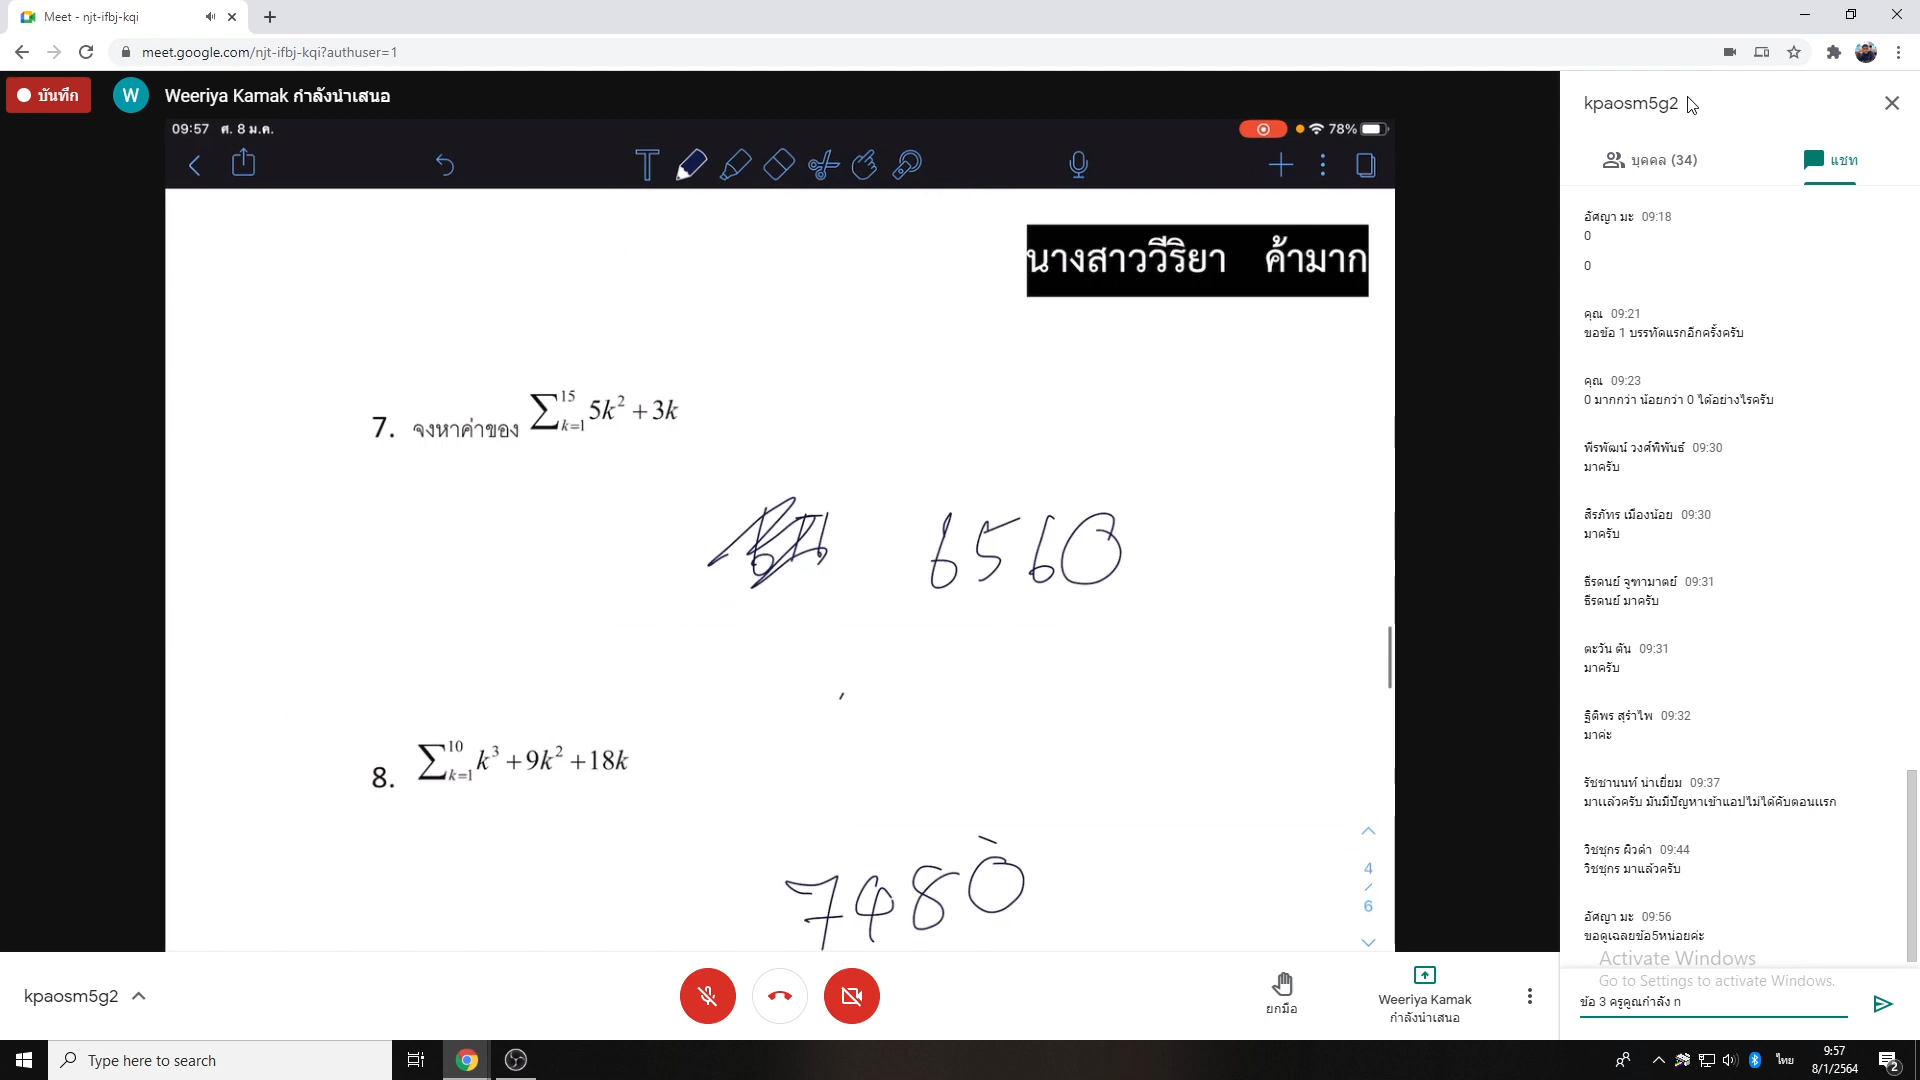 Meet - njt-ifbj-kqi
meet.google.com/njt-ifbj-kqi?authuser=1
บันทึก
W
Weeriya Kamak กำลังนำเสนอ
09:57 ศ. 8 ม.ค.
78%
นางสาววีริยา ค้ามาก
7. จงหาค่าของ ∑_{k=1}^{15} 5k² + 3k
6560
8. ∑_{k=1}^{10} k³ + 9k² + 18k
7480
4
/
6
kpaosm5g2
บุคคล (34)
แชท
อัศญา มะ 09:18
0
0
คุณ 09:21
ขอข้อ 1 บรรทัดแรกอีกครั้งครับ
คุณ 09:23
0 มากกว่า น้อยกว่า 0 ได้อย่างไรครับ
พีรพัฒน์ วงศ์พิพันธ์ 09:30
มาครับ
สิรภัทร เมืองน้อย 09:30
มาครับ
ธีรดนย์ จูฑามาตย์ 09:31
ธีรดนย์ มาครับ
ตะวัน ตัน 09:31
มาครับ
ฐิติพร สุรำไพ 09:32
มาค่ะ
รัชชานนท์ น่าเยี่ยม 09:37
มาแล้วครับ มันมีปัญหาเข้าแอปไม่ได้คับตอนแรก
วิชชุกร ผิวดำ 09:44
วิชชุกร มาแล้วครับ
อัศญา มะ 09:56
ขอดูเฉลยข้อ5หน่อยค่ะ
Activate Windows
Go to Settings to activate Windows.
ข้อ 3 ครูคูณกำลัง n
kpaosm5g2
ยกมือ
Weeriya Kamak
กำลังนำเสนอ
Type here to search
ไทย
9:57
8/1/2564
2